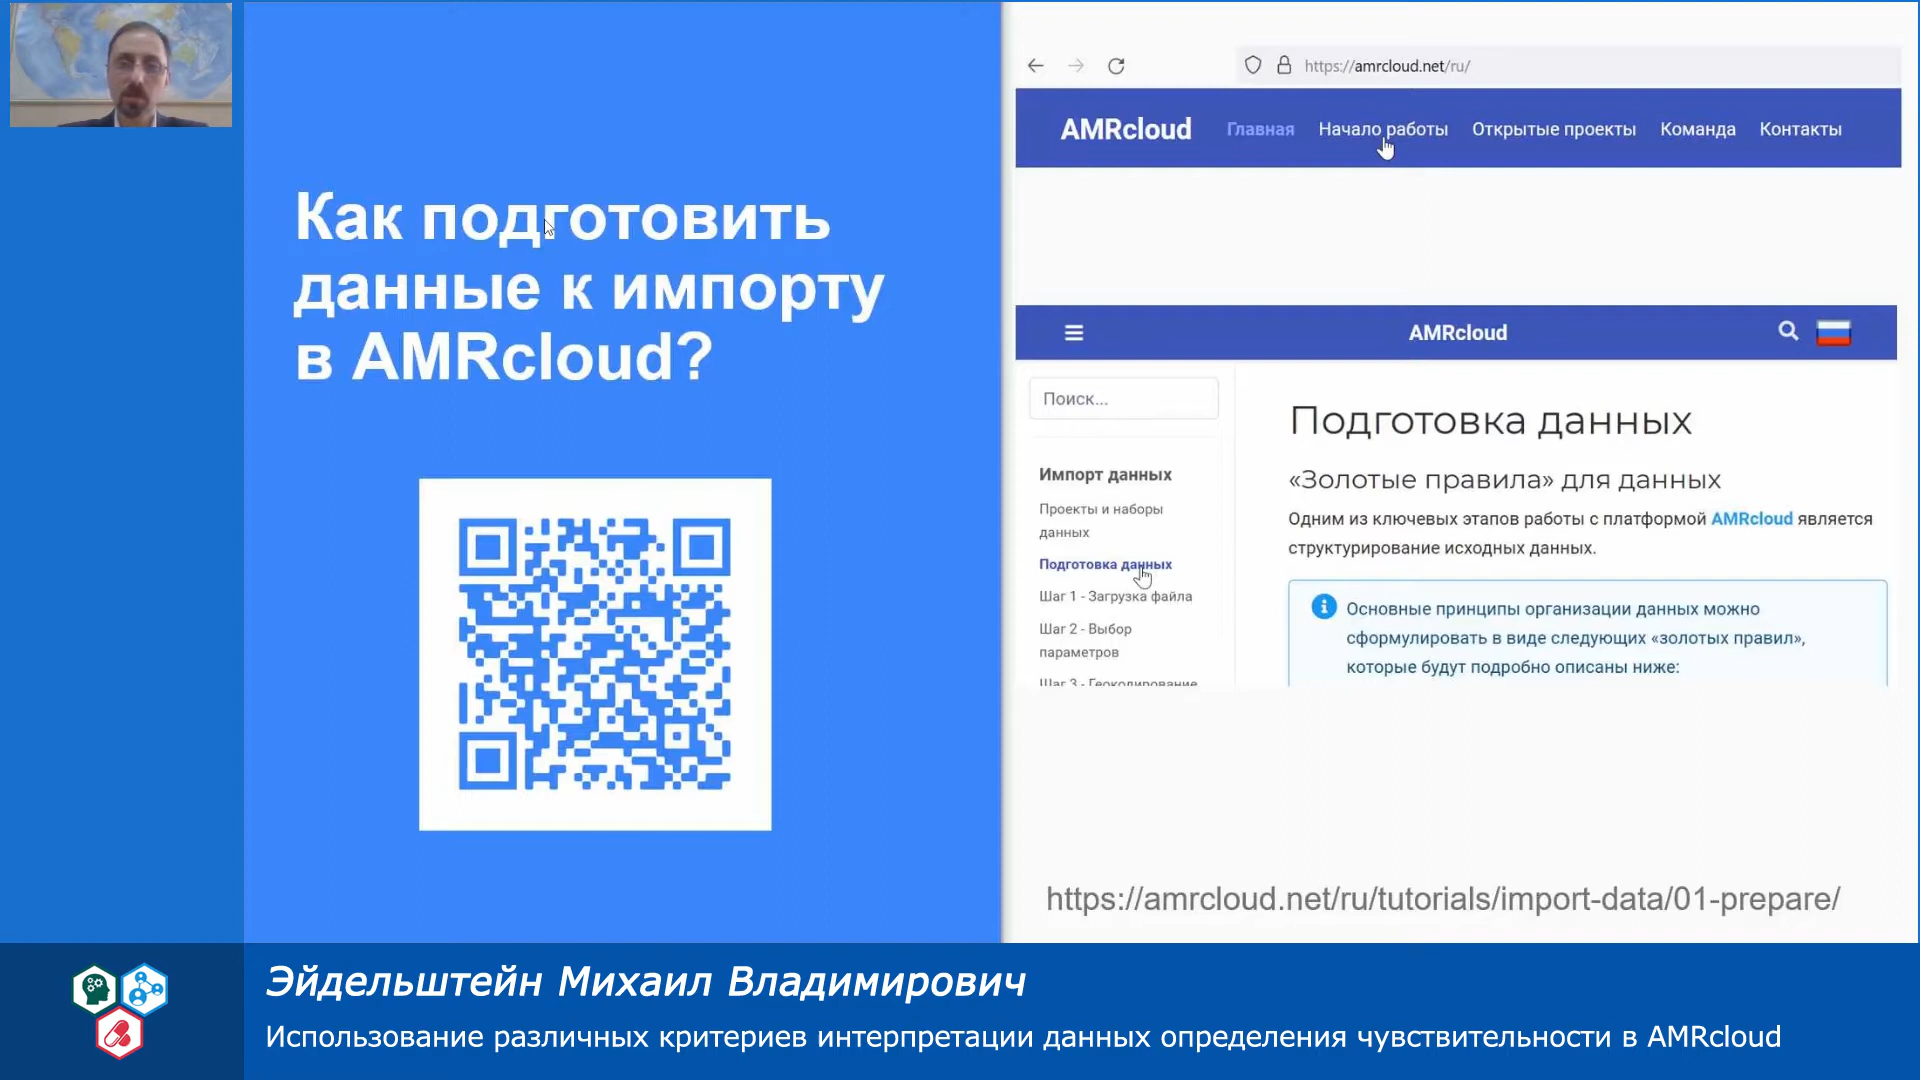 Как подготовить
данные к импорту
в AMRcloud?
https://amrcloud.net/ru/
AMRcloud Главная Начало работы Открытые проекты Команда Контакты
AMRcloud
Поиск...
Импорт данных
Проекты и наборы
данных
Подготовка данных
Шаг 1 - Загрузка файла
Шаг 2 - Выбор
параметров
Шаг 3 - Геокодирование
Подготовка данных
«Золотые правила» для данных
Одним из ключевых этапов работы с платформой AMRcloud является
структурирование исходных данных.
Основные принципы организации данных можно
сформулировать в виде следующих «золотых правил»,
которые будут подробно описаны ниже:
https://amrcloud.net/ru/tutorials/import-data/01-prepare/
Эйдельштейн Михаил Владимирович
Использование различных критериев интерпретации данных определения чувствительности в AMRcloud